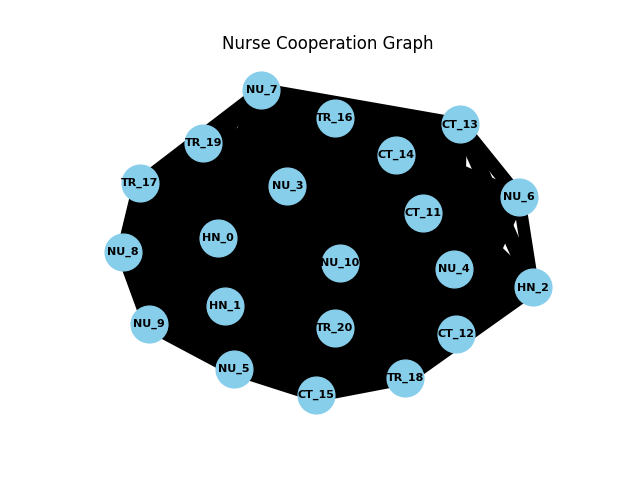 Nurse Cooperation Graph
NU_7
TR_16
CT_13
TR_19
CT_14
TR_17
NU_3
NU_6
CT_11
HN_0
NU_8
NU_10
NU_4
HN_2
HN_1
NU_9
TR_20
CT_12
NU_5
TR_18
CT_15